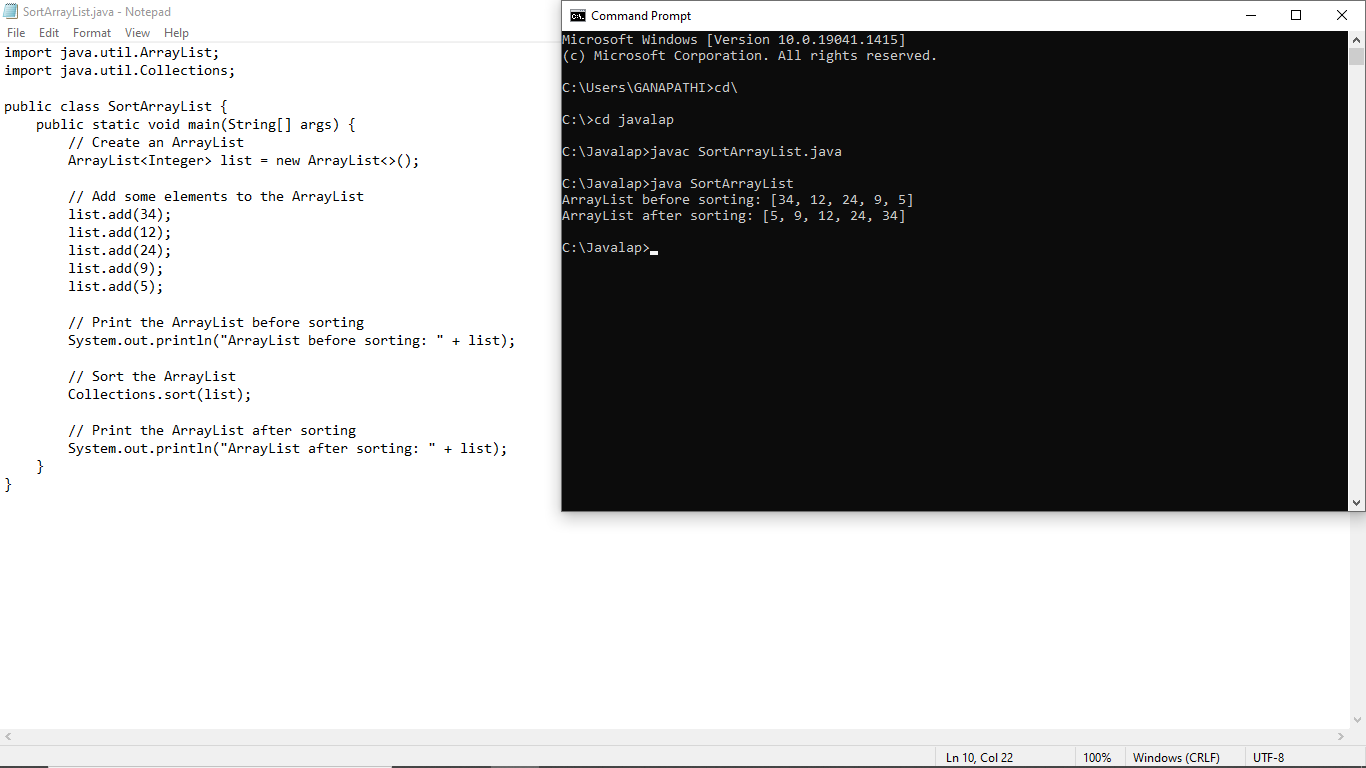 SortArrayList.java - Notepad
File Edit Format View Help
import java.util.ArrayList;
import java.util.Collections;
public class SortArrayList {
    public static void main(String[] args) {
        // Create an ArrayList
        ArrayList<Integer> list = new ArrayList<>();
        // Add some elements to the ArrayList
        list.add(34);
        list.add(12);
        list.add(24);
        list.add(9);
        list.add(5);
        // Print the ArrayList before sorting
        System.out.println("ArrayList before sorting: " + list);
        // Sort the ArrayList
        Collections.sort(list);
        // Print the ArrayList after sorting
        System.out.println("ArrayList after sorting: " + list);
    }
}
Command Prompt
Microsoft Windows [Version 10.0.19041.1415]
(c) Microsoft Corporation. All rights reserved.
C:\Users\GANAPATHI>cd\
C:\>cd javalap
C:\Javalap>javac SortArrayList.java
C:\Javalap>java SortArrayList
ArrayList before sorting: [34, 12, 24, 9, 5]
ArrayList after sorting: [5, 9, 12, 24, 34]
C:\Javalap>
Ln 10, Col 22 100% Windows (CRLF) UTF-8